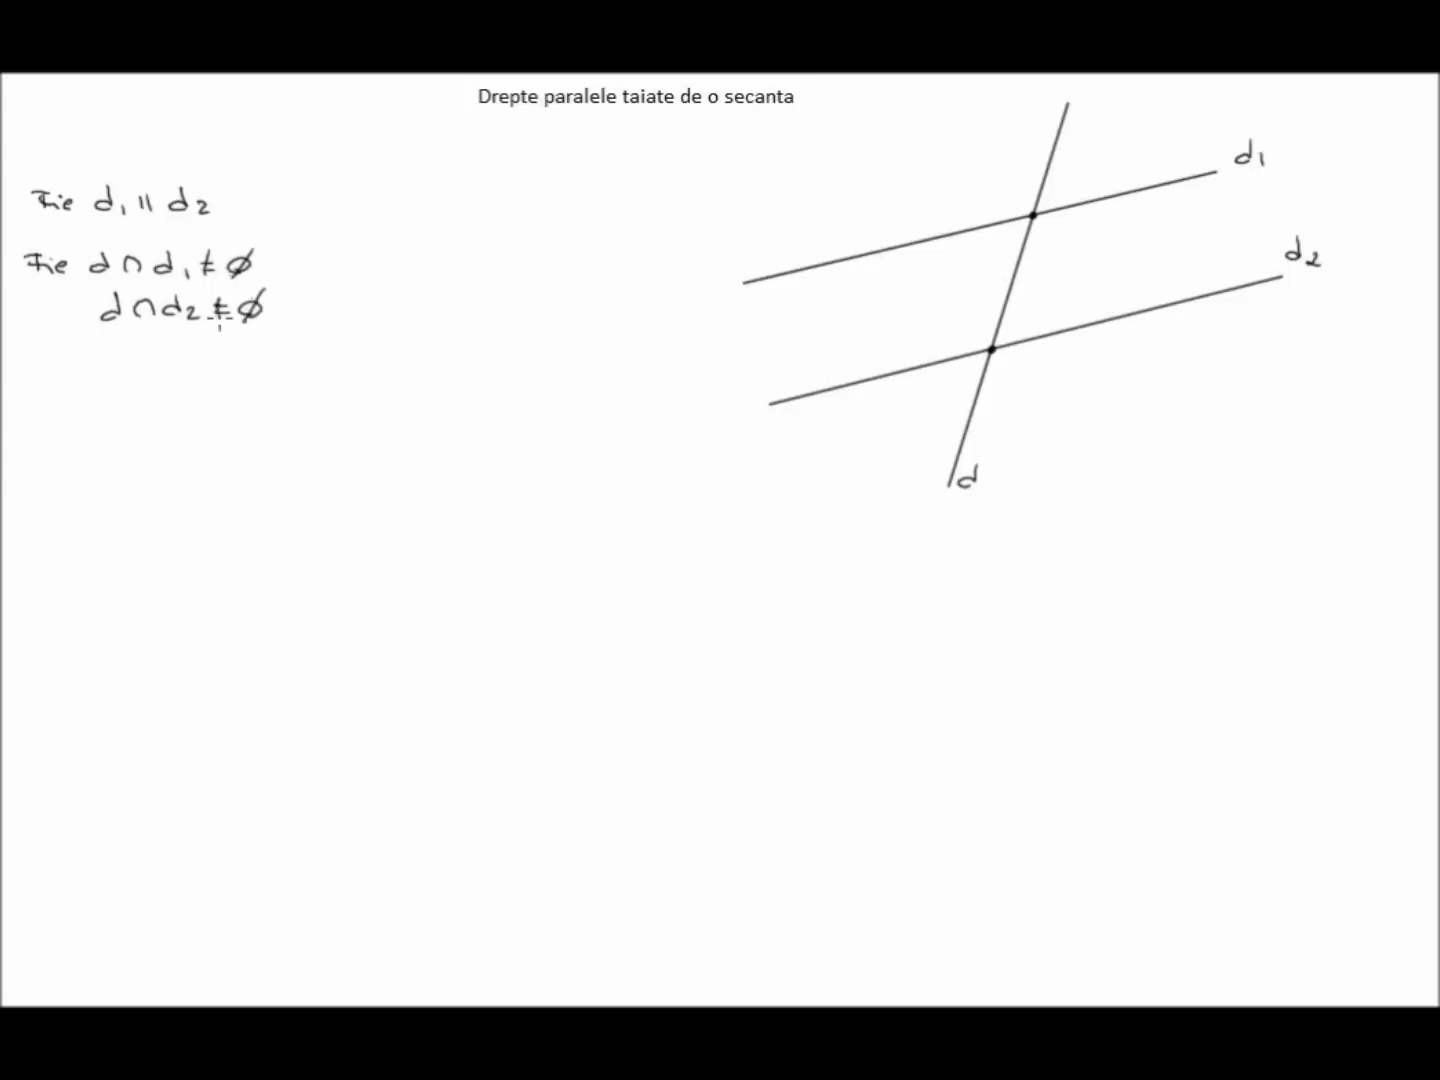 Drepte paralele taiate de o secanta
Fie d₁ || d₂
Fie d ∩ d₁ ≠ ∅
d ∩ d₂ ≠ ∅
d₁
d₂
d